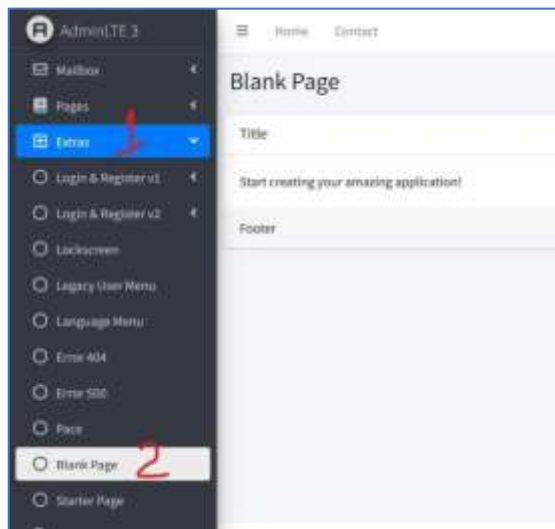 AdminLTE 3
Mailbox
Pages
1
Extras
Login & Register v1
Login & Register v2
Lockscreen
Legacy User Menu
Language Menu
Error 404
Error 500
Pace
Blank Page
2
Starter Page
Home
Contact
Blank Page
Title
Start creating your amazing application!
Footer